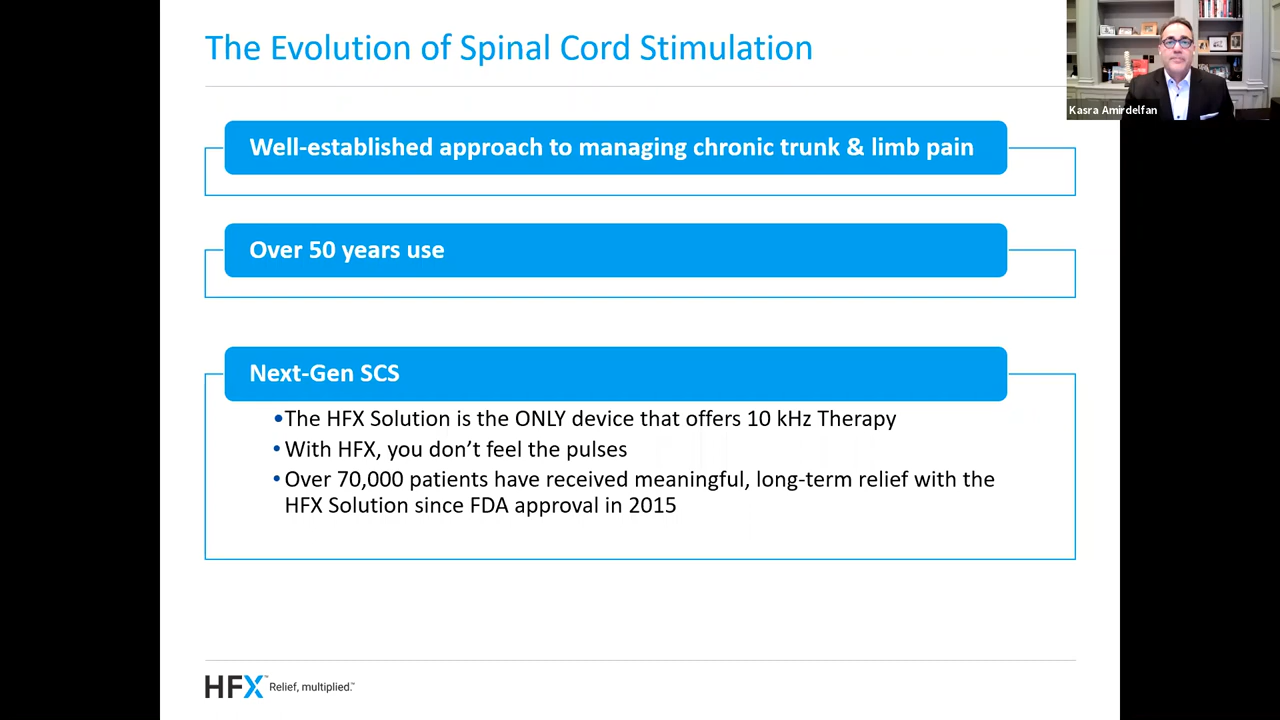 The Evolution of Spinal Cord Stimulation
Kasra Amirdelfan
Well-established approach to managing chronic trunk & limb pain
Over 50 years use
Next-Gen SCS
•The HFX Solution is the ONLY device that offers 10 kHz Therapy
•With HFX, you don't feel the pulses
•Over 70,000 patients have received meaningful, long-term relief with the
HFX Solution since FDA approval in 2015
HFX™ Relief, multiplied.™